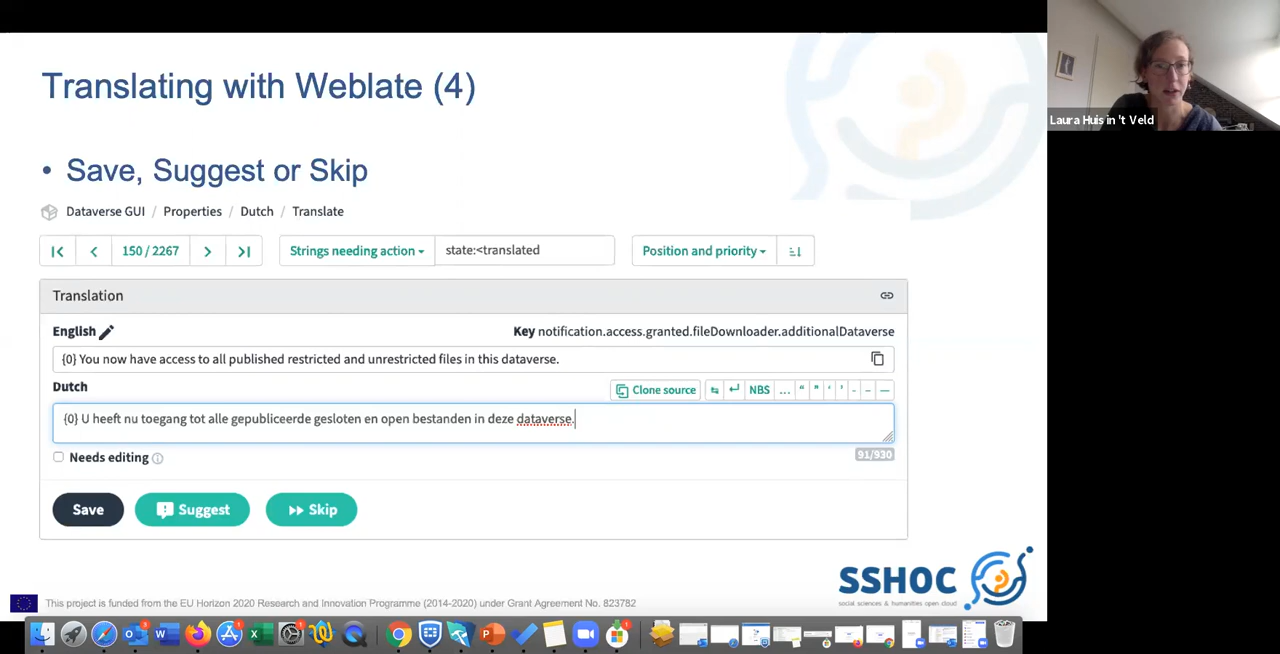 Translating with Weblate (4)
Laura Huis in 't Veld
• Save, Suggest or Skip
Dataverse GUI / Properties / Dutch / Translate
150 / 2267 Strings needing action state:<translated Position and priority
Translation
English Key notification.access.granted.fileDownloader.additionalDataverse
{0} You now have access to all published restricted and unrestricted files in this dataverse.
Dutch Clone source NBS … “ ” ‘ ’ - – —
{0} U heeft nu toegang tot alle gepubliceerde gesloten en open bestanden in deze dataverse.
Needs editing 91/930
Save Suggest Skip
SSHOC
social sciences & humanities open cloud
This project is funded from the EU Horizon 2020 Research and Innovation Programme (2014-2020) under Grant Agreement No. 823782